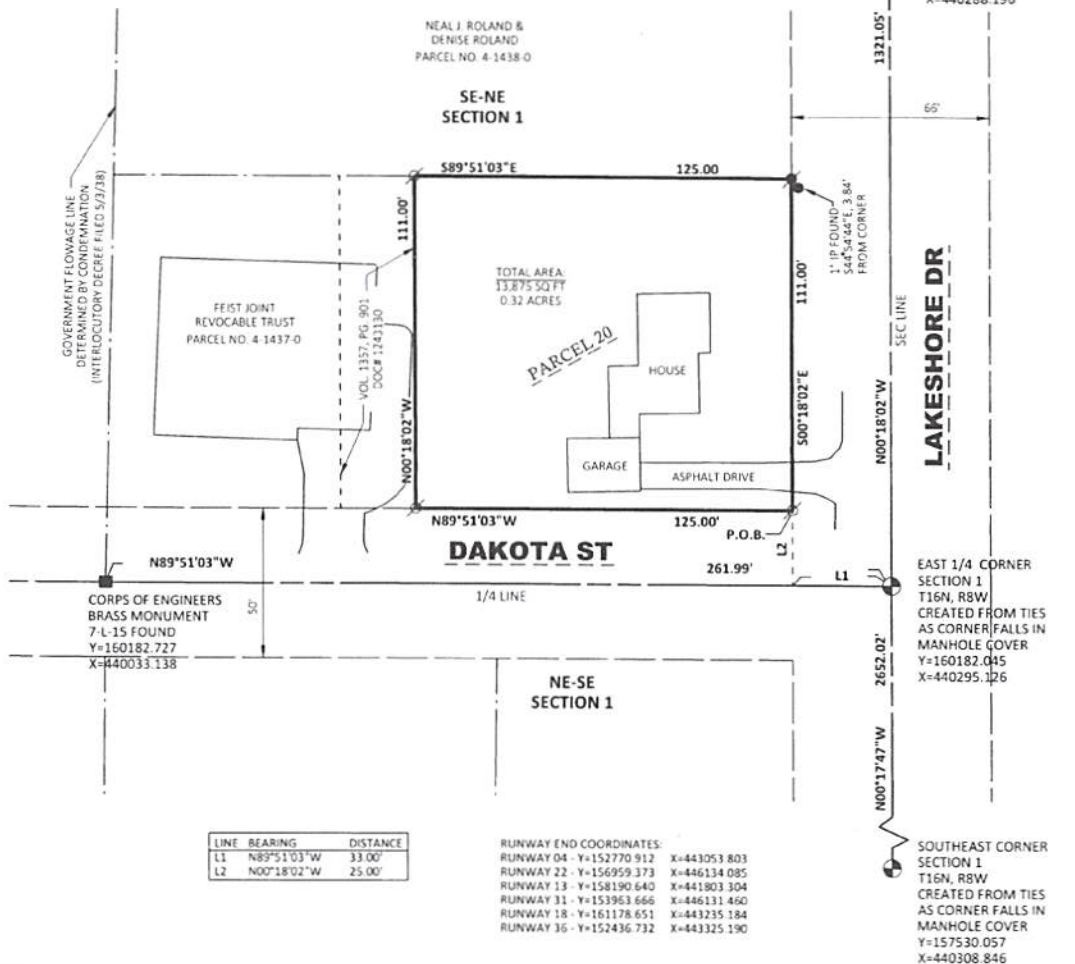 X=440288.190
NEAL J. ROLAND &
DENISE ROLAND
PARCEL NO. 4-1438-0
SE-NE
SECTION 1
1321.05'
66'
GOVERNMENT FLOWAGE LINE
DETERMINED BY CONDEMNATION
(INTERLOCUTORY DECREE FILED 5/3/38)
S89°51'03"E
125.00
111.00'
1" IP FOUND
S44°54'44"E, 3.84'
FROM CORNER
TOTAL AREA:
13,875 SQ FT
0.32 ACRES
111.00'
SEC LINE
LAKESHORE DR
FEIST JOINT
REVOCABLE TRUST
PARCEL NO. 4-1437-0
VOL. 1357, PG. 901
DOC# 1243130
PARCEL 20
HOUSE
N00°18'02"W
S00°18'02"E
N00°18'02"W
GARAGE
ASPHALT DRIVE
N89°51'03"W
125.00'
P.O.B.
L2
DAKOTA ST
N89°51'03"W
261.99'
L1
1/4 LINE
50'
CORPS OF ENGINEERS
BRASS MONUMENT
7-L-15 FOUND
Y=160182.727
X=440033.138
EAST 1/4 CORNER
SECTION 1
T16N, R8W
CREATED FROM TIES
AS CORNER FALLS IN
MANHOLE COVER
Y=160182.045
X=440295.126
2652.02'
NE-SE
SECTION 1
N00°17'47"W
LINE BEARING DISTANCE
L1 N89°51'03"W 33.00'
L2 N00°18'02"W 25.00'
RUNWAY END COORDINATES:
RUNWAY 04 - Y=152770.912 X=443053.803
RUNWAY 22 - Y=156959.373 X=446134.085
RUNWAY 13 - Y=158190.640 X=441803.304
RUNWAY 31 - Y=153963.666 X=446131.460
RUNWAY 18 - Y=161178.651 X=443235.184
RUNWAY 36 - Y=152436.732 X=443325.190
SOUTHEAST CORNER
SECTION 1
T16N, R8W
CREATED FROM TIES
AS CORNER FALLS IN
MANHOLE COVER
Y=157530.057
X=440308.846